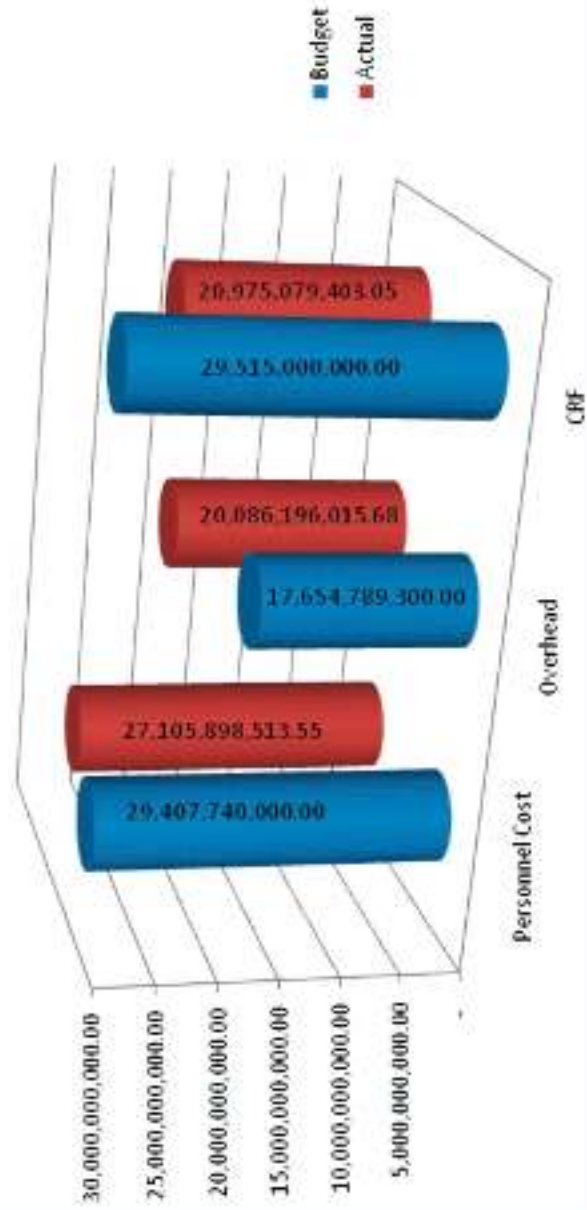 30,000,000,000.00
25,000,000,000.00
20,000,000,000.00
15,000,000,000.00
10,000,000,000.00
5,000,000,000.00
-
29,407,740,000.00
27,105,898,513.55
17,654,789,300.00
20,086,196,015.68
29,515,000,000.00
20,975,079,403.05
Personnel Cost
Overhead
CRF
Budget
Actual